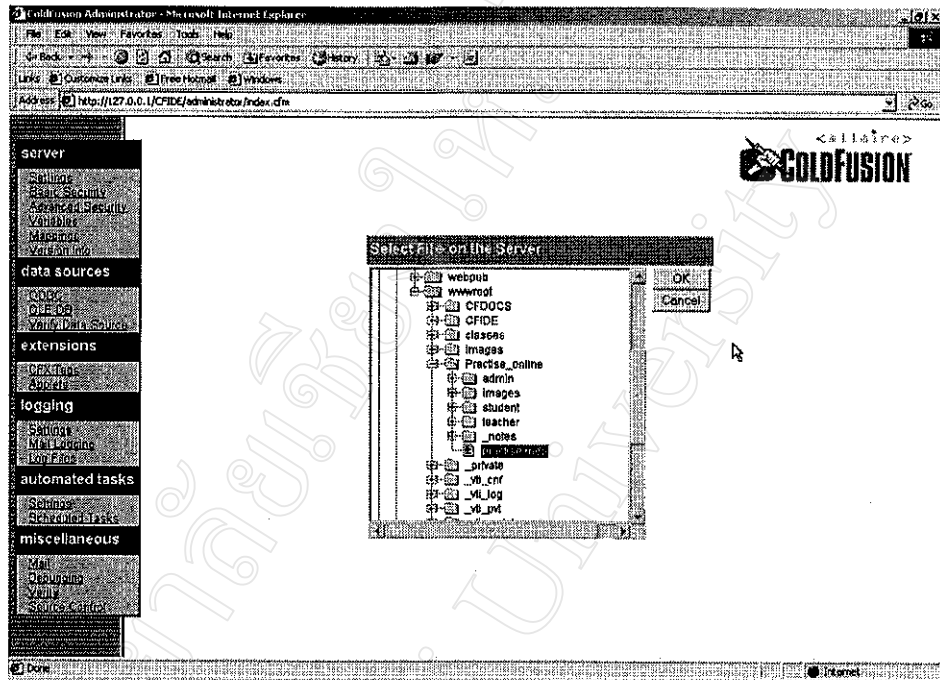 ColdFusion Administrator - Microsoft Internet Explorer
File Edit View Favorites Tools Help
Back Search Favorites History
Links Customize Links Free Hotmail Windows
Address http://127.0.0.1/CFIDE/administrator/index.cfm Go
<allaire>
COLDFUSION
server
Settings
Basic Security
Advanced Security
Variables
Mappings
Version Info
data sources
ODBC
OLE DB
Verify Data Source
extensions
CFX Tags
Applets
logging
Settings
Mail Logging
Log Files
automated tasks
Settings
Scheduled Tasks
miscellaneous
Mail
Debugging
Verity
Source Control
Select File on the Server
webpub
wwwroot
CFDOCS
CFIDE
classes
images
Practise_online
admin
images
student
teacher
_notes
_private
_vti_cnf
_vti_log
_vti_pvt
OK
Cancel
Done Internet
University